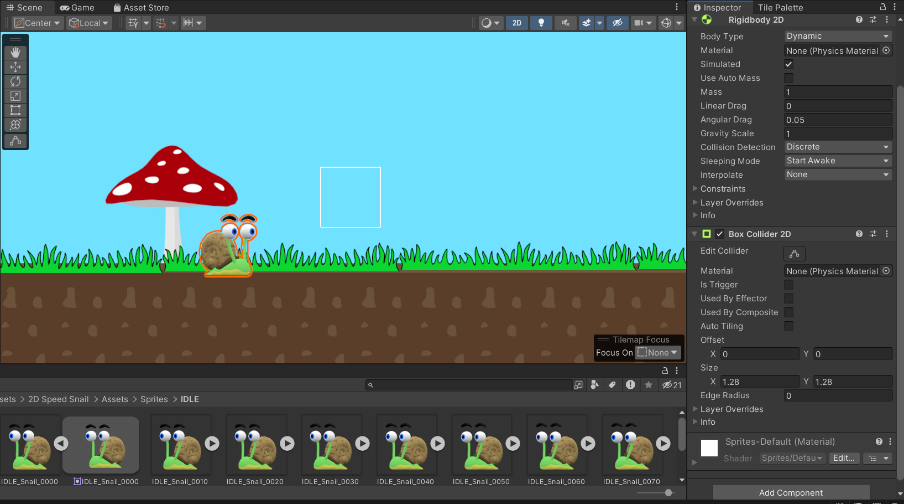 Scene Game Asset Store
Center Local
2D
Tilemap Focus
Focus On None
21
sets > 2D Speed Snail > Assets > Sprites > IDLE
IDLE_Snail_0000 IDLE_Snail_0000 IDLE_Snail_0010 IDLE_Snail_0020 IDLE_Snail_0030 IDLE_Snail_0040 IDLE_Snail_0050 IDLE_Snail_0060 IDLE_Snail_0070
Inspector Tile Palette
Rigidbody 2D
Body Type Dynamic
Material None (Physics Material
Simulated
Use Auto Mass
Mass 1
Linear Drag 0
Angular Drag 0.05
Gravity Scale 1
Collision Detection Discrete
Sleeping Mode Start Awake
Interpolate None
Constraints
Layer Overrides
Info
Box Collider 2D
Edit Collider
Material None (Physics Material
Is Trigger
Used By Effector
Used By Composite
Auto Tiling
Offset
X 0 Y 0
Size
X 1.28 Y 1.28
Edge Radius 0
Layer Overrides
Info
Sprites-Default (Material)
Shader Sprites/Defau Edit...
Add Component